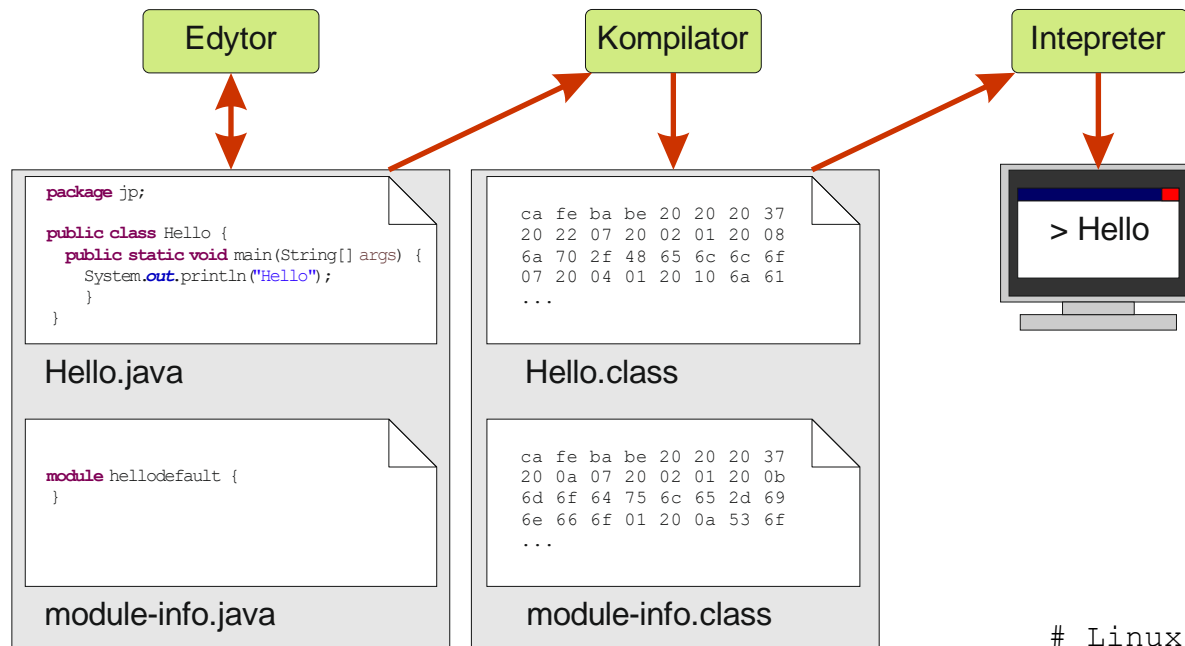 Edytor
Kompilator
Intepreter
package jp;
public class Hello {
public static void main(String[] args) {
System.out.println("Hello");
}
}
Hello.java
module hellodefault {
}
module-info.java
ca fe ba be 20 20 20 37
20 22 07 20 02 01 20 08
6a 70 2f 48 65 6c 6c 6f
07 20 04 01 20 10 6a 61
...
Hello.class
ca fe ba be 20 20 20 37
20 0a 07 20 02 01 20 0b
6d 6f 64 75 6c 65 2d 69
6e 66 6f 01 20 0a 53 6f
...
module-info.class
> Hello
# Linux